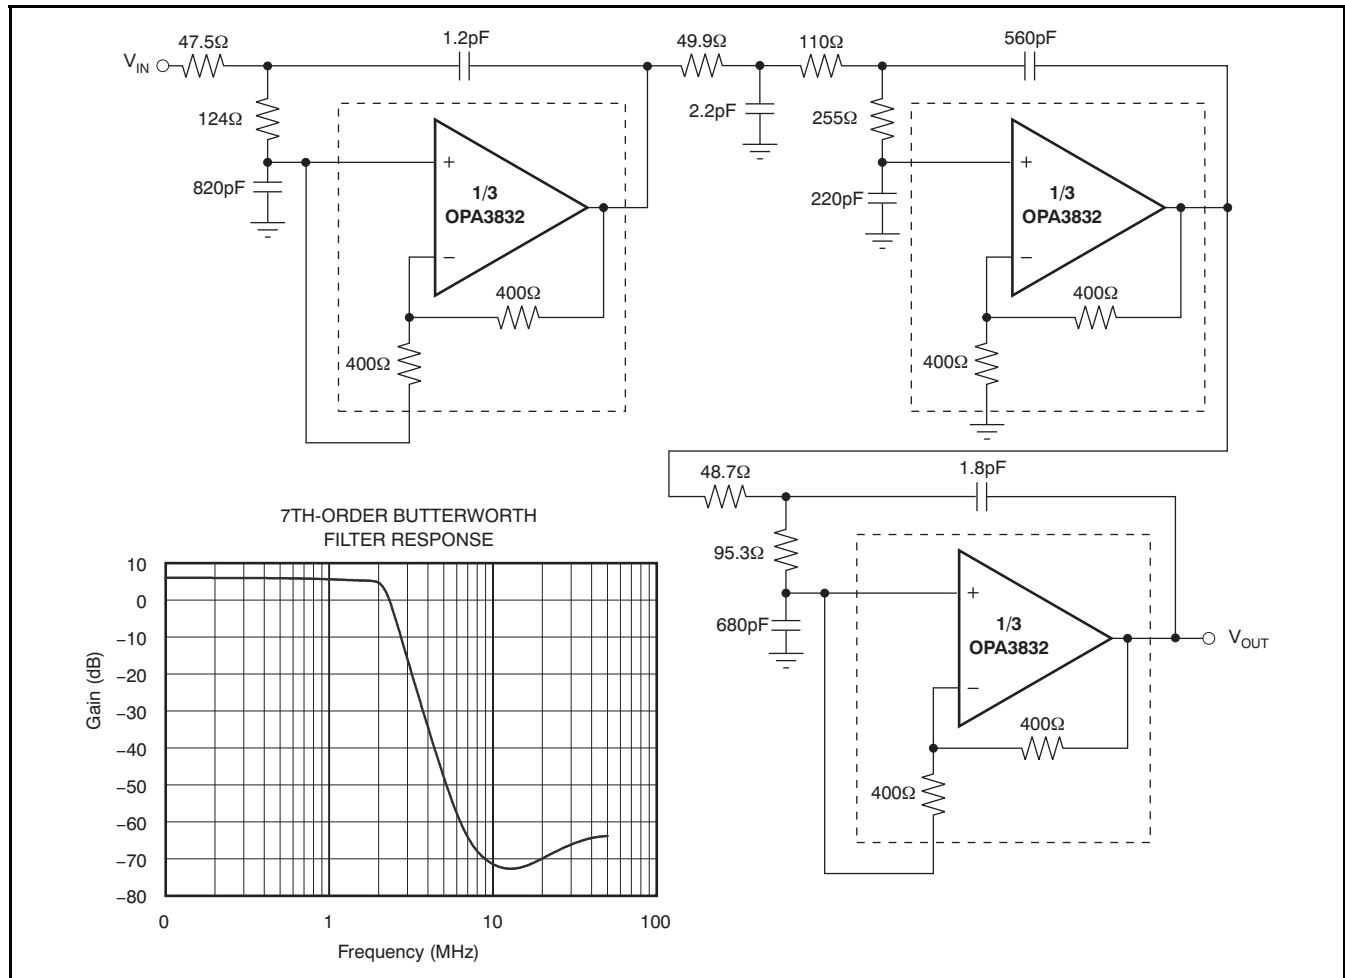 47.5Ω
1.2pF
49.9Ω
110Ω
560pF
V_IN
124Ω
2.2pF
255Ω
820pF
+
1/3
OPA3832
−
400Ω
400Ω
220pF
+
1/3
OPA3832
−
400Ω
400Ω
48.7Ω
1.8pF
95.3Ω
680pF
+
1/3
OPA3832
−
400Ω
400Ω
V_OUT
7TH-ORDER BUTTERWORTH
FILTER RESPONSE
Gain (dB)
10
0
−10
−20
−30
−40
−50
−60
−70
−80
0 1 10 100
Frequency (MHz)